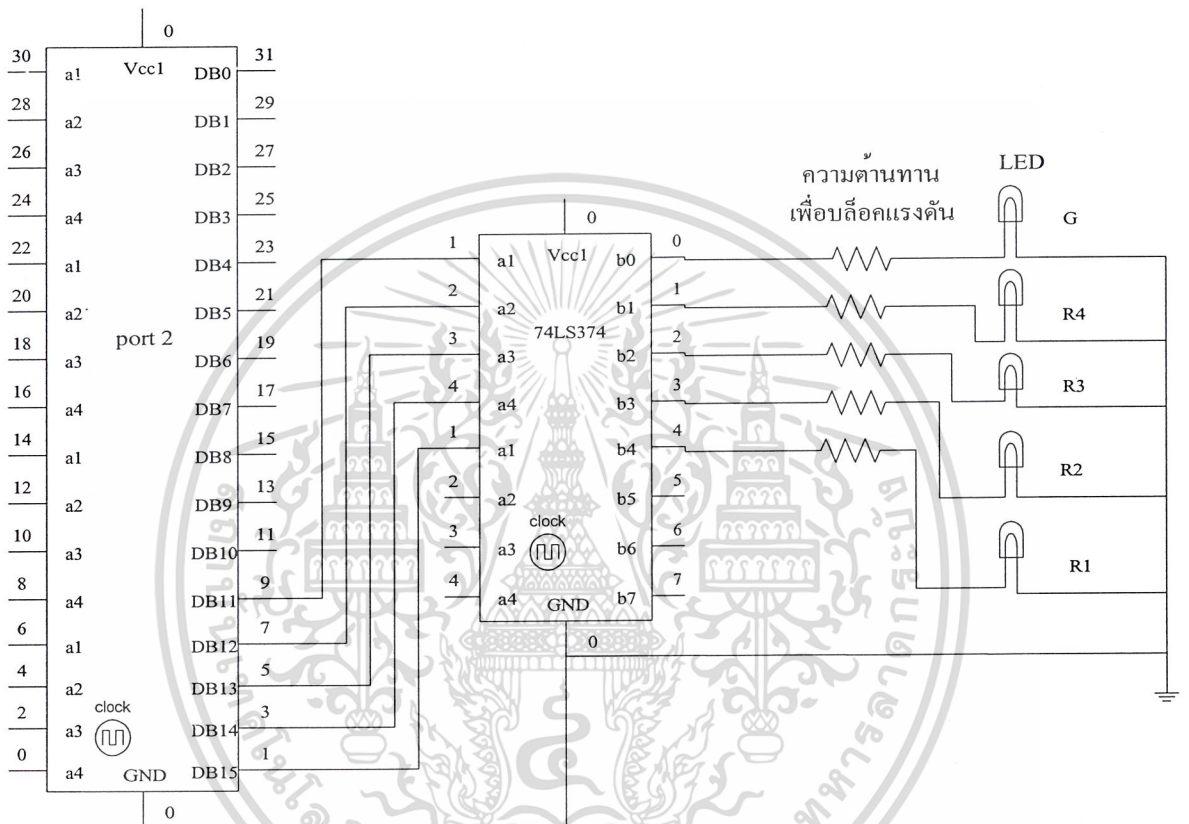 0
30 a1 Vcc1 DB0 31
28 a2 DB1 29
26 a3 DB2 27
24 a4 DB3 25
22 a1 DB4 23
20 a2 DB5 21
18 a3 port 2 DB6 19
16 a4 DB7 17
14 a1 DB8 15
12 a2 DB9 13
10 a3 DB10 11
8 a4 DB11 9
6 a1 DB12 7
4 a2 DB13 5
clock
2 a3 DB14 3
0 a4 GND DB15 1
0
0
1 a1 Vcc1 b0 0
2 a2 b1 1
74LS374
3 a3 b2 2
4 a4 b3 3
1 a1 b4 4
2 a2 b5 5
clock
3 a3 b6 6
4 a4 GND b7 7
0
ความต้านทาน
เพื่อบล็อคแรงดัน
LED
G
R4
R3
R2
R1